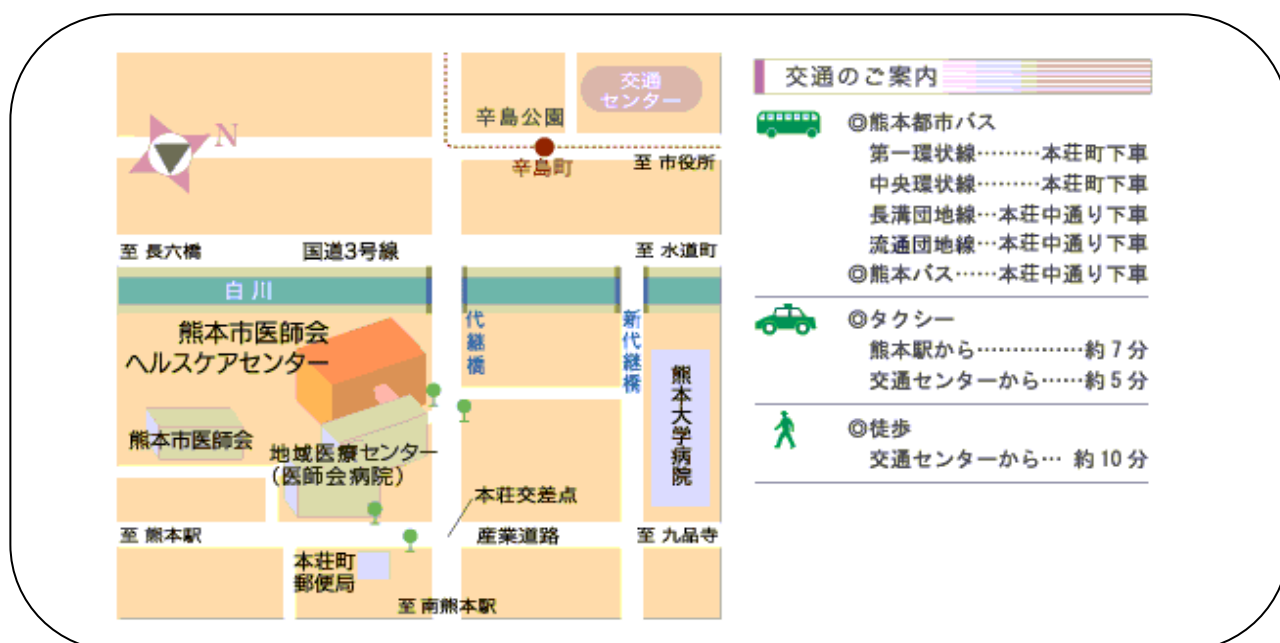 交通
センター
辛島公園
N
辛島町
至 市役所
至 長六橋
国道3号線
至 水道町
白川
熊本市医師会
ヘルスケアセンター
代継橋
新代継橋
熊本大学病院
熊本市医師会
地域医療センター
(医師会病院)
本荘交差点
至 熊本駅
産業道路
至 九品寺
本荘町
郵便局
至 南熊本駅
交通のご案内
◎熊本都市バス
第一環状線………本荘町下車
中央環状線………本荘町下車
長溝団地線…本荘中通り下車
流通団地線…本荘中通り下車
◎熊本バス……本荘中通り下車
◎タクシー
熊本駅から……………約7分
交通センターから……約5分
◎徒歩
交通センターから… 約10分